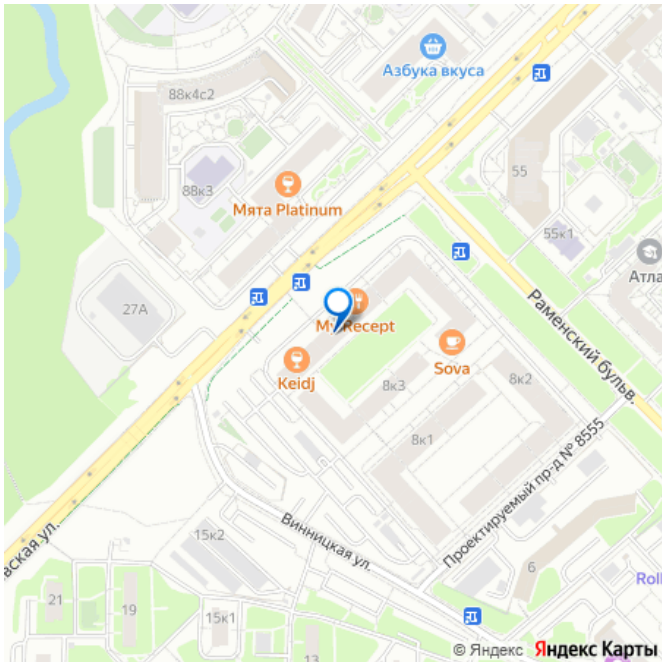 Азбука вкуса
88к4с2
55
88к3
Мята Platinum
55к1
Атла
27А
My Recept
Раменский бульв.
Keidj
Sova
8к3
8к2
8к1
Проектируемый пр-д № 8555
вская ул.
15к2
Винницкая ул.
6
Roll
21
19
15к1
13
© Яндекс Яндекс Карты